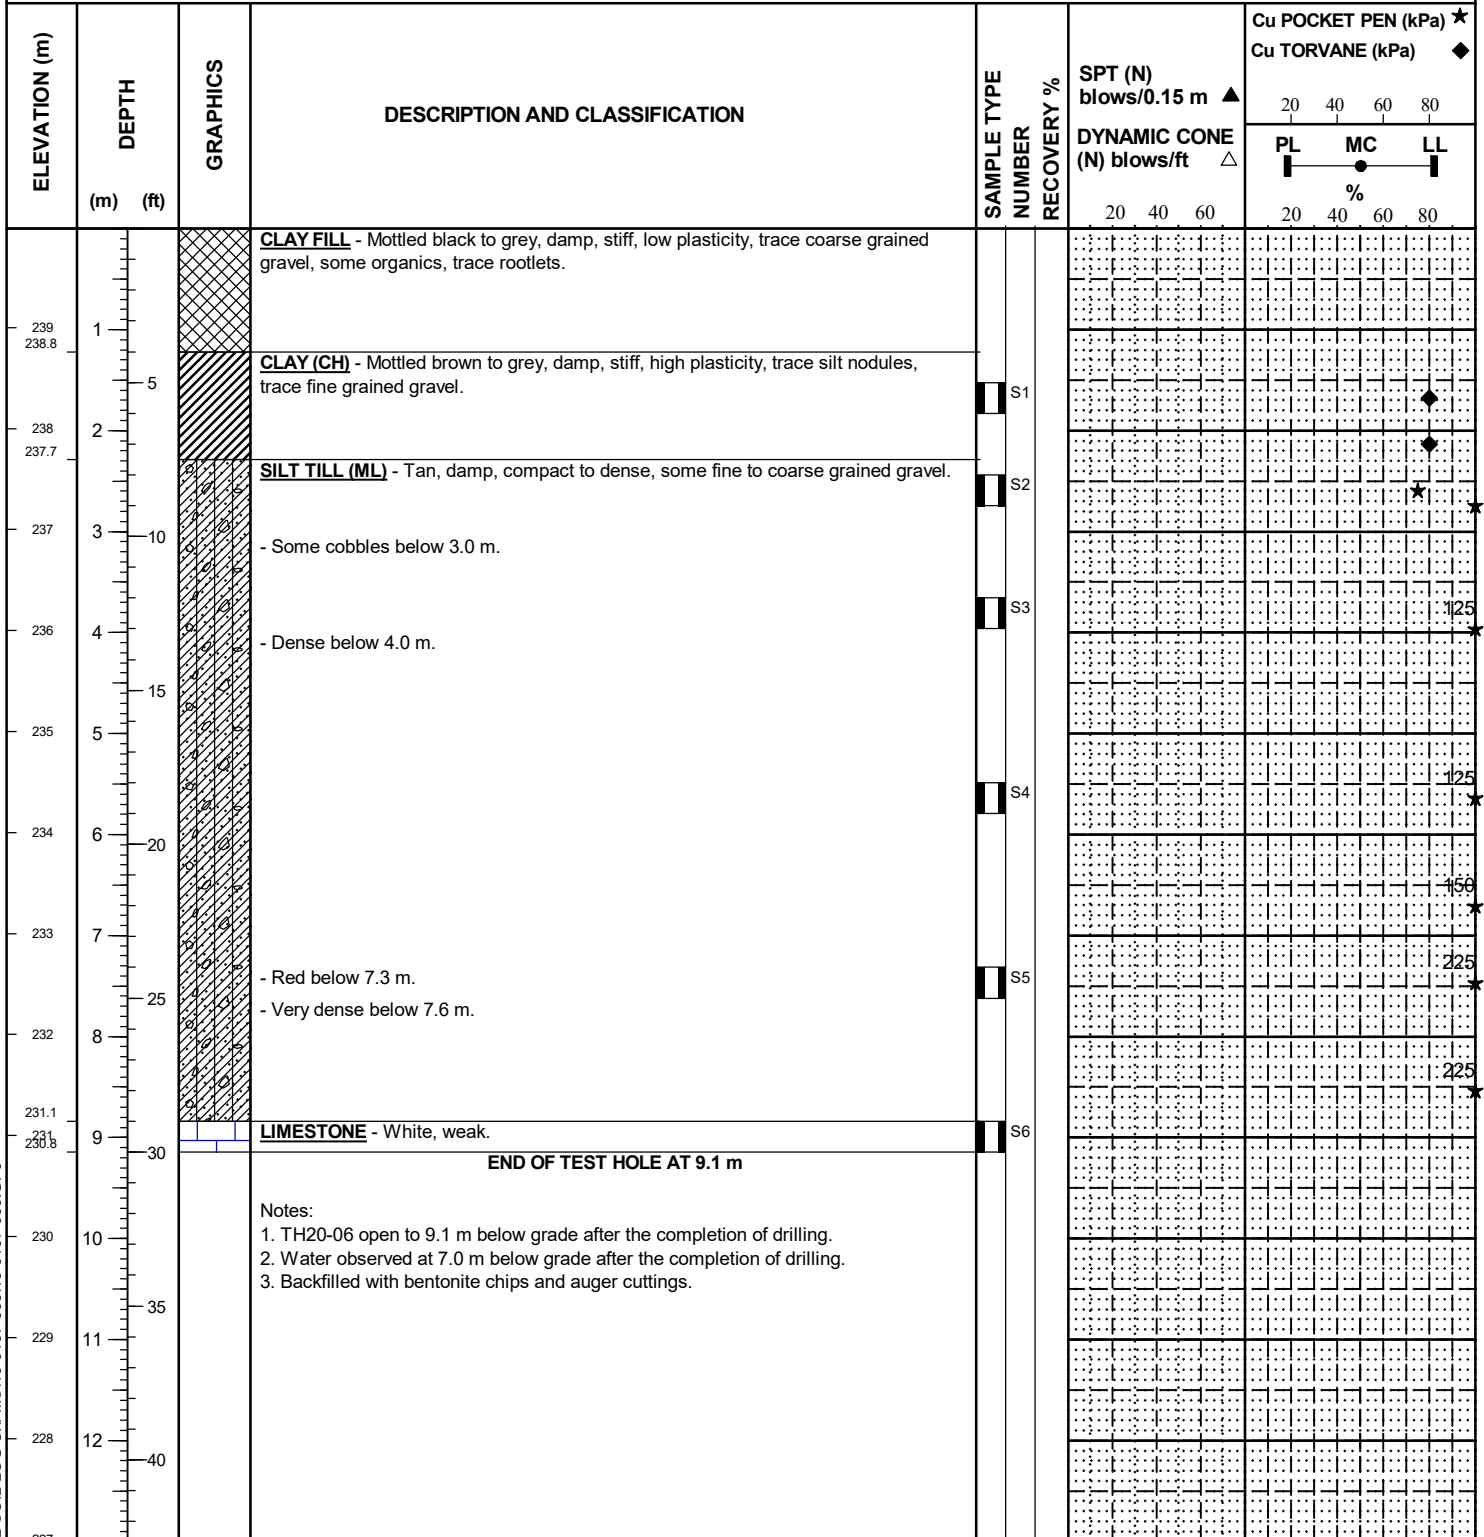 ELEVATION (m)
DEPTH
(m) (ft)
GRAPHICS
DESCRIPTION AND CLASSIFICATION
SAMPLE TYPE
NUMBER
RECOVERY %
SPT (N)
blows/0.15 m
DYNAMIC CONE
(N) blows/ft
20 40 60
Cu POCKET PEN (kPa)
Cu TORVANE (kPa)
20 40 60 80
PL MC LL
%
20 40 60 80
CLAY FILL - Mottled black to grey, damp, stiff, low plasticity, trace coarse grained
gravel, some organics, trace rootlets.
239
1
238.8
CLAY (CH) - Mottled brown to grey, damp, stiff, high plasticity, trace silt nodules,
trace fine grained gravel.
5
S1
238
2
237.7
SILT TILL (ML) - Tan, damp, compact to dense, some fine to coarse grained gravel.
S2
237
3
10
- Some cobbles below 3.0 m.
S3
125
236
4
- Dense below 4.0 m.
15
235
5
125
S4
234
6
20
150
233
7
225
- Red below 7.3 m.
S5
25
- Very dense below 7.6 m.
232
8
225
231.1
LIMESTONE - White, weak.
S6
231
9
230.8
30
END OF TEST HOLE AT 9.1 m
Notes:
1. TH20-06 open to 9.1 m below grade after the completion of drilling.
230
10
2. Water observed at 7.0 m below grade after the completion of drilling.
3. Backfilled with bentonite chips and auger cuttings.
35
229
11
228
12
40